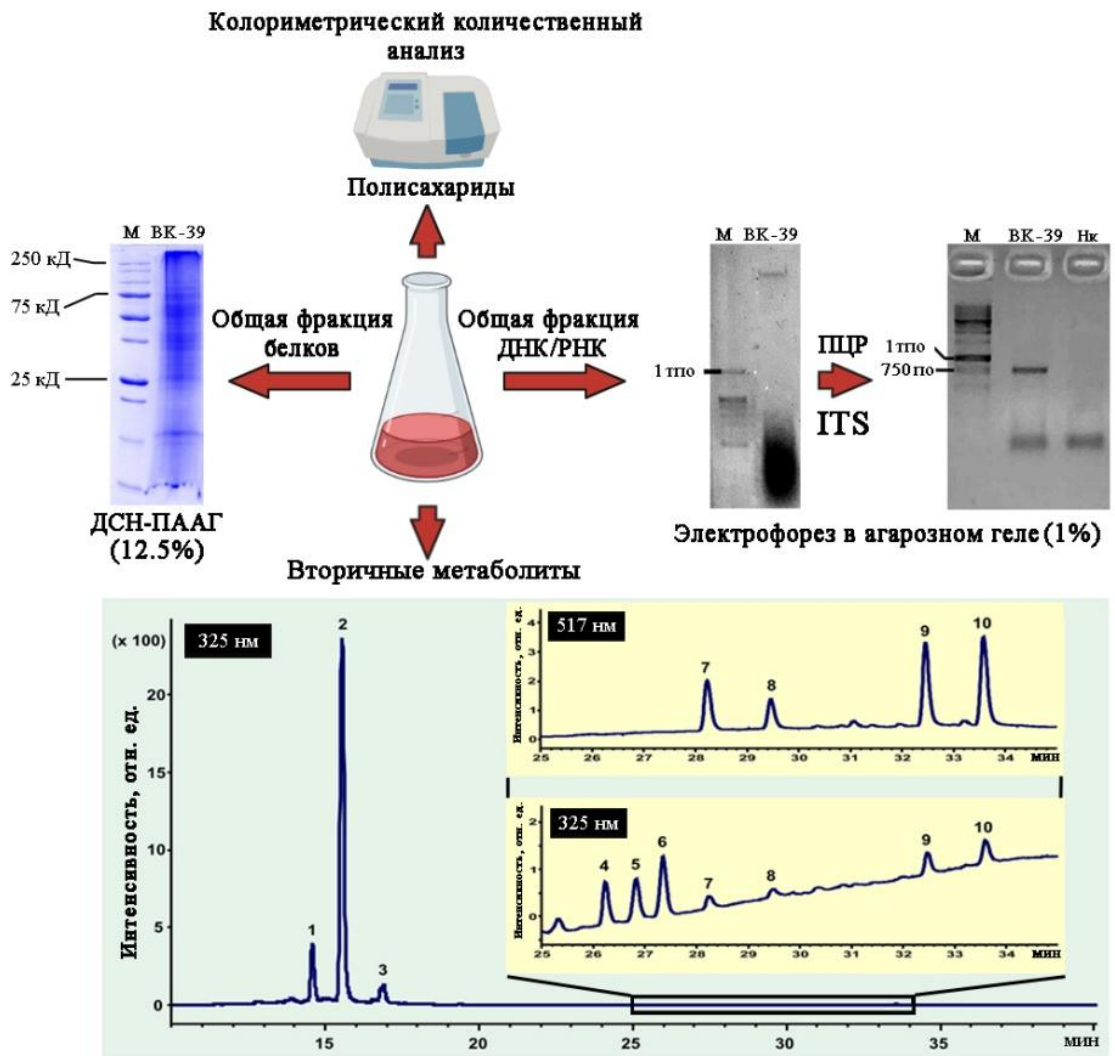 Колориметрический количественный
анализ
Полисахариды
М ВК-39
250 кД
75 кД
25 кД
ДСН-ПААГ
(12.5%)
Общая фракция
белков
Общая фракция
ДНК/РНК
М ВК-39
1 тпо
ПЦР
ITS
М ВК-39 Нк
1 тпо
750 по
Электрофорез в агарозном геле (1%)
Вторичные метаболиты
(x 100)
325 нм
Интенсивность, отн. ед.
20
15
10
5
0
1
2
3
15 20 25 30 35 мин
517 нм
Интенсивность, отн. ед.
4
3
2
1
0
7 8 9 10
25 26 27 28 29 30 31 32 33 34 мин
325 нм
Интенсивность, отн. ед.
2
1
0
4 5 6 7 8 9 10
25 26 27 28 29 30 31 32 33 34 мин